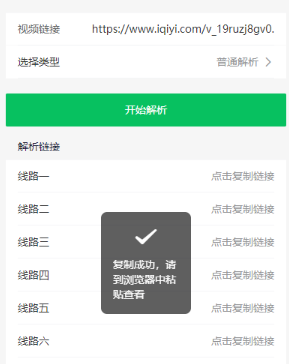 视频链接 https://www.iqiyi.com/v_19ruzj8gv0.
选择类型 普通解析
开始解析
解析链接
线路一 点击复制链接
线路二 点击复制链接
线路三 点击复制链接
线路四 点击复制链接
线路五 点击复制链接
线路六 点击复制链接
复制成功，请
到浏览器中粘
贴查看